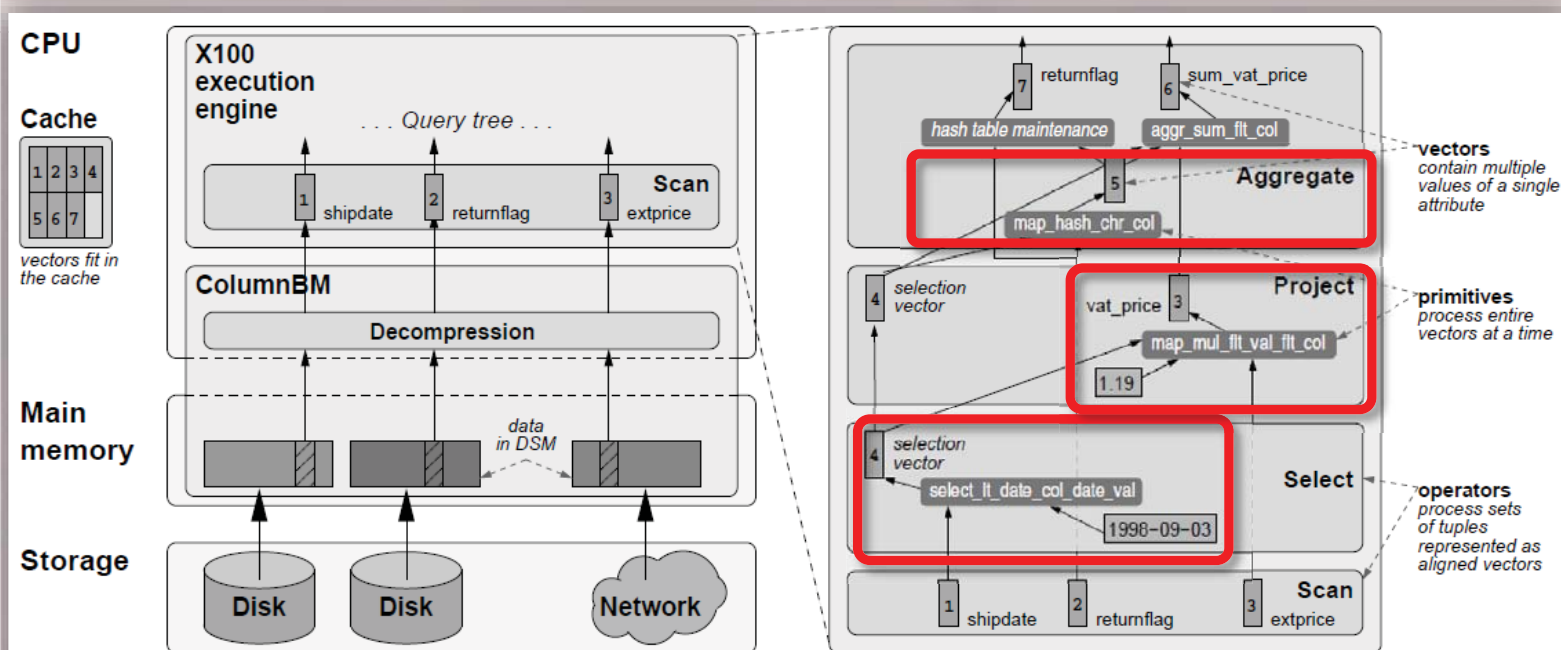 CPU
Cache
1 2 3 4
5 6 7
vectors fit in
the cache
X100
execution
engine
. . . Query tree . . .
Scan
1 shipdate
2 returnflag
3 extprice
ColumnBM
Decompression
Main
memory
data
in DSM
Storage
Disk
Disk
Network
7 returnflag
6 sum_vat_price
hash table maintenance
aggr_sum_flt_col
5
Aggregate
map_hash_chr_col
4 selection
vector
Project
vat_price 3
map_mul_flt_val_flt_col
1.19
4 selection
vector
Select
select_lt_date_col_date_val
1998-09-03
Scan
1 shipdate
2 returnflag
3 extprice
vectors
contain multiple
values of a single
attribute
primitives
process entire
vectors at a time
operators
process sets
of tuples
represented as
aligned vectors